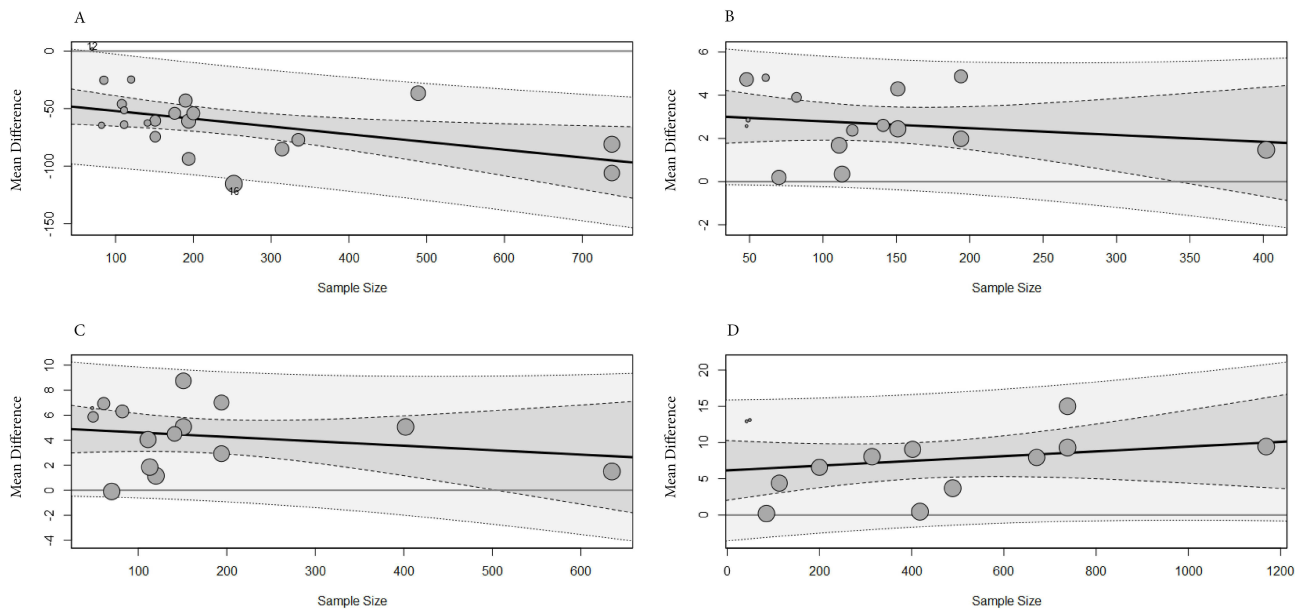 A
Mean Difference
0
-50
-100
-150
12
16
100 200 300 400 500 600 700
Sample Size
B
Mean Difference
6
4
2
0
-2
50 100 150 200 250 300 350 400
Sample Size
C
Mean Difference
10
8
6
4
2
0
-2
-4
100 200 300 400 500 600
Sample Size
D
Mean Difference
20
15
10
5
0
0 200 400 600 800 1000 1200
Sample Size